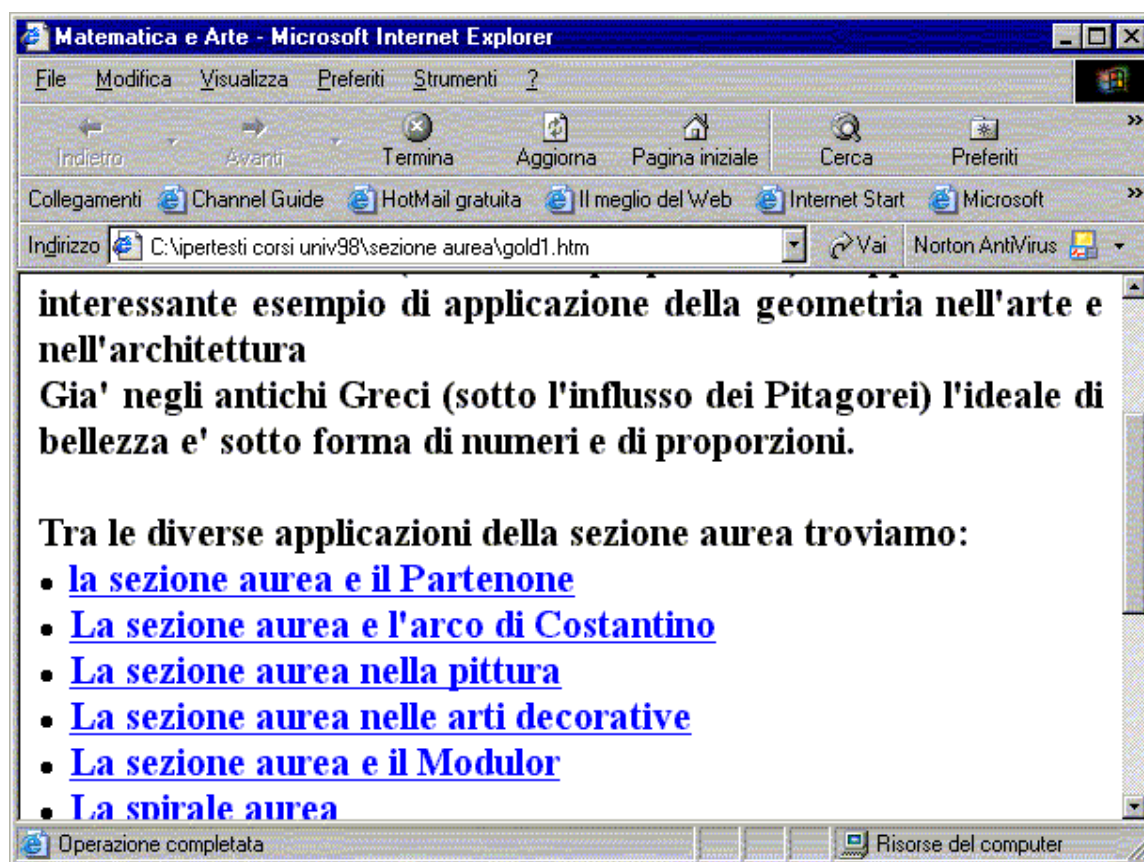 Matematica e Arte - Microsoft Internet Explorer
File Modifica Visualizza Preferiti Strumenti ?
Indietro Avanti Termina Aggiorna Pagina iniziale Cerca Preferiti »
Collegamenti Channel Guide HotMail gratuita Il meglio del Web Internet Start Microsoft »
Indirizzo C:\ipertesti corsi univ98\sezione aurea\gold1.htm Vai Norton AntiVirus
interessante esempio di applicazione della geometria nell'arte e
nell'architettura
Gia' negli antichi Greci (sotto l'influsso dei Pitagorei) l'ideale di
bellezza e' sotto forma di numeri e di proporzioni.
Tra le diverse applicazioni della sezione aurea troviamo:
• la sezione aurea e il Partenone
• La sezione aurea e l'arco di Costantino
• La sezione aurea nella pittura
• La sezione aurea nelle arti decorative
• La sezione aurea e il Modulor
• La spirale aurea
Operazione completata Risorse del computer